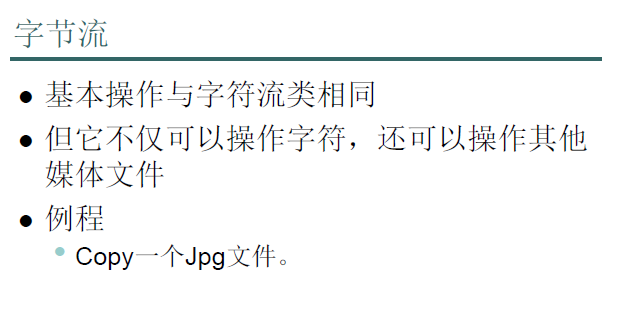 字节流
● 基本操作与字符流类相同
● 但它不仅可以操作字符，还可以操作其他
媒体文件
● 例程
• Copy一个Jpg文件。